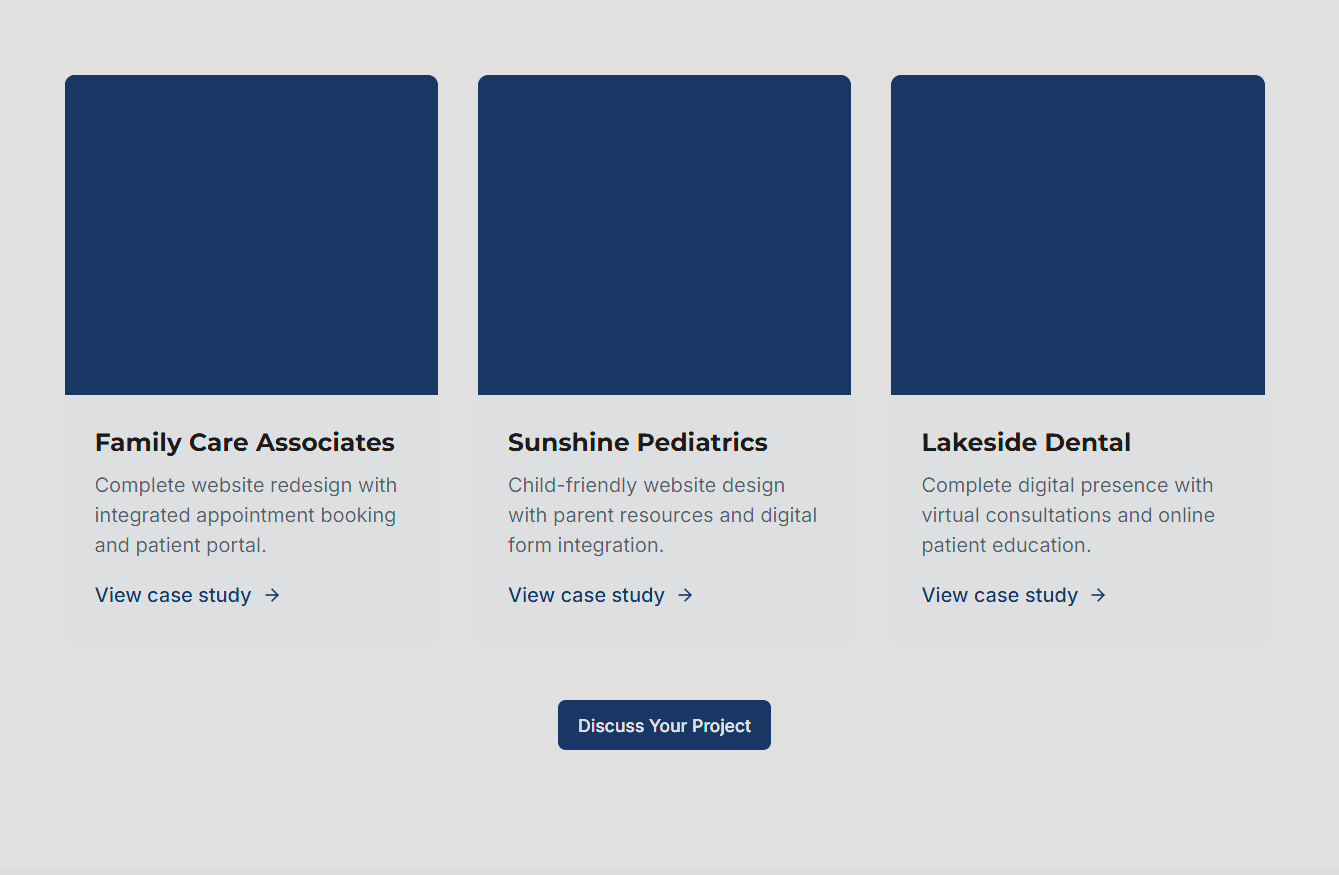 Family Care Associates
Complete website redesign with
integrated appointment booking
and patient portal.
View case study →
Sunshine Pediatrics
Child-friendly website design
with parent resources and digital
form integration.
View case study →
Lakeside Dental
Complete digital presence with
virtual consultations and online
patient education.
View case study →
Discuss Your Project